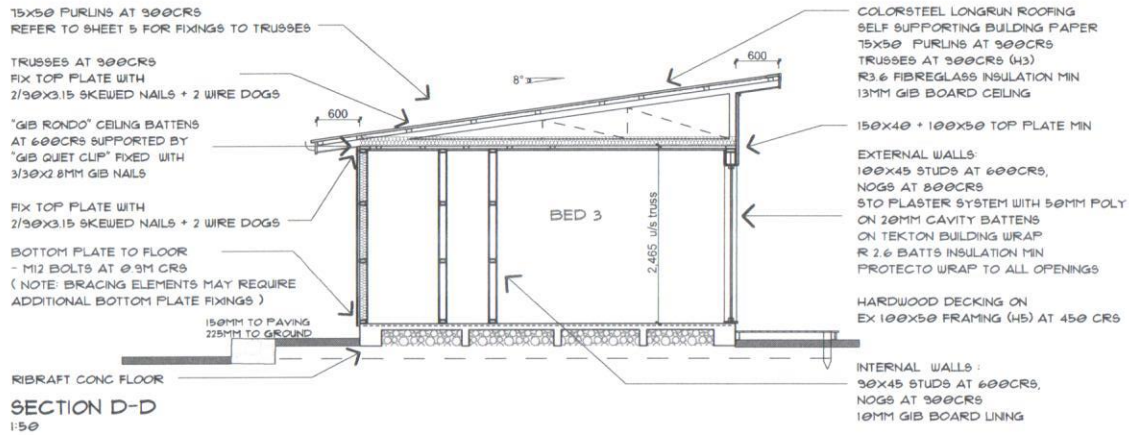 75X50 PURLINS AT 900CRS
REFER TO SHEET 5 FOR FIXINGS TO TRUSSES
TRUSSES AT 900CRS
FIX TOP PLATE WITH
2/90X3.15 SKEWED NAILS + 2 WIRE DOGS
"GIB RONDO" CEILING BATTENS
AT 600CRS SUPPORTED BY
"GIB QUIET CLIP" FIXED WITH
3/30X2.8MM GIB NAILS
FIX TOP PLATE WITH
2/90X3.15 SKEWED NAILS + 2 WIRE DOGS
BOTTOM PLATE TO FLOOR
- M12 BOLTS AT 0.9M CRS
( NOTE: BRACING ELEMENTS MAY REQUIRE
ADDITIONAL BOTTOM PLATE FIXINGS )
150MM TO PAVING
225MM TO GROUND
RIBRAFT CONC FLOOR
SECTION D-D
1:50
600
8°
600
BED 3
2,465 u/s truss
COLORSTEEL LONGRUN ROOFING
SELF SUPPORTING BUILDING PAPER
75X50 PURLINS AT 900CRS
TRUSSES AT 900CRS (H3)
R3.6 FIBREGLASS INSULATION MIN
13MM GIB BOARD CEILING
150X40 + 100X50 TOP PLATE MIN
EXTERNAL WALLS:
100X45 STUDS AT 600CRS,
NOGS AT 800CRS
STO PLASTER SYSTEM WITH 50MM POLY
ON 20MM CAVITY BATTENS
ON TEKTON BUILDING WRAP
R 2.6 BATTS INSULATION MIN
PROTECTO WRAP TO ALL OPENINGS
HARDWOOD DECKING ON
EX 100X50 FRAMING (H5) AT 450 CRS
INTERNAL WALLS :
90X45 STUDS AT 600CRS,
NOGS AT 900CRS
10MM GIB BOARD LINING